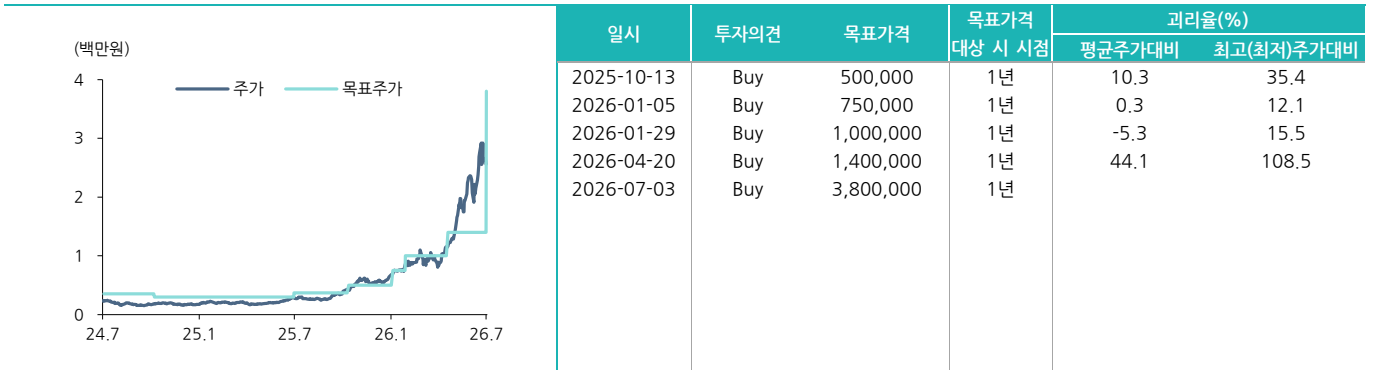 (백만원)
주가 목표주가
4
3
2
1
0
24.7 25.1 25.7 26.1 26.7
일시 투자의견 목표가격 목표가격 대상 시 시점 괴리율(%)
평균주가대비 최고(최저)주가대비
2025-10-13 Buy 500,000 1년 10.3 35.4
2026-01-05 Buy 750,000 1년 0.3 12.1
2026-01-29 Buy 1,000,000 1년 -5.3 15.5
2026-04-20 Buy 1,400,000 1년 44.1 108.5
2026-07-03 Buy 3,800,000 1년